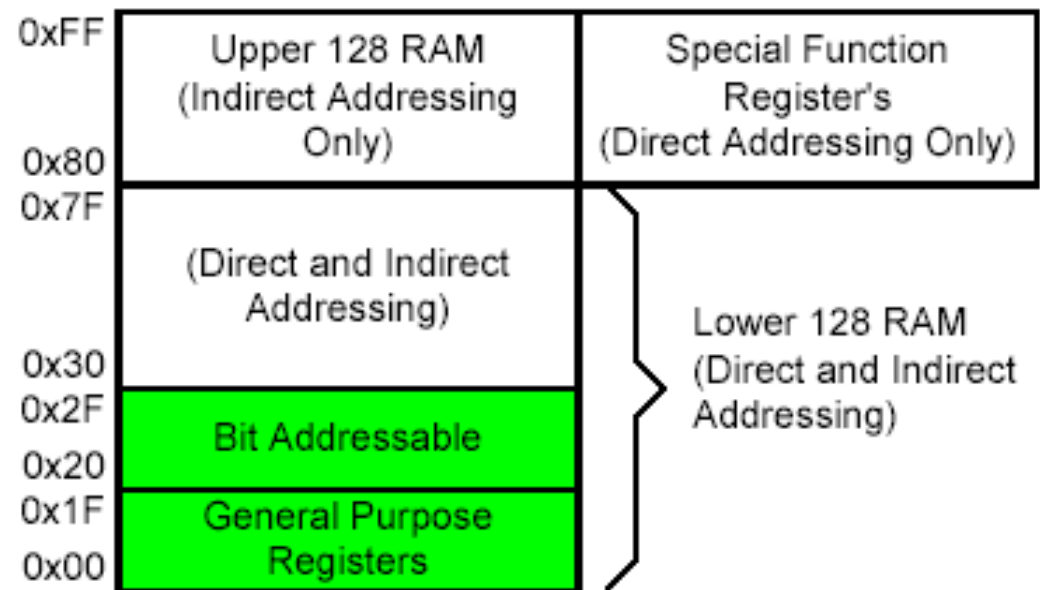 0xFF
Upper 128 RAM
(Indirect Addressing
Only)
Special Function
Register's
(Direct Addressing Only)
0x80
0x7F
(Direct and Indirect
Addressing)
Lower 128 RAM
(Direct and Indirect
Addressing)
0x30
0x2F
Bit Addressable
0x20
0x1F
General Purpose
Registers
0x00